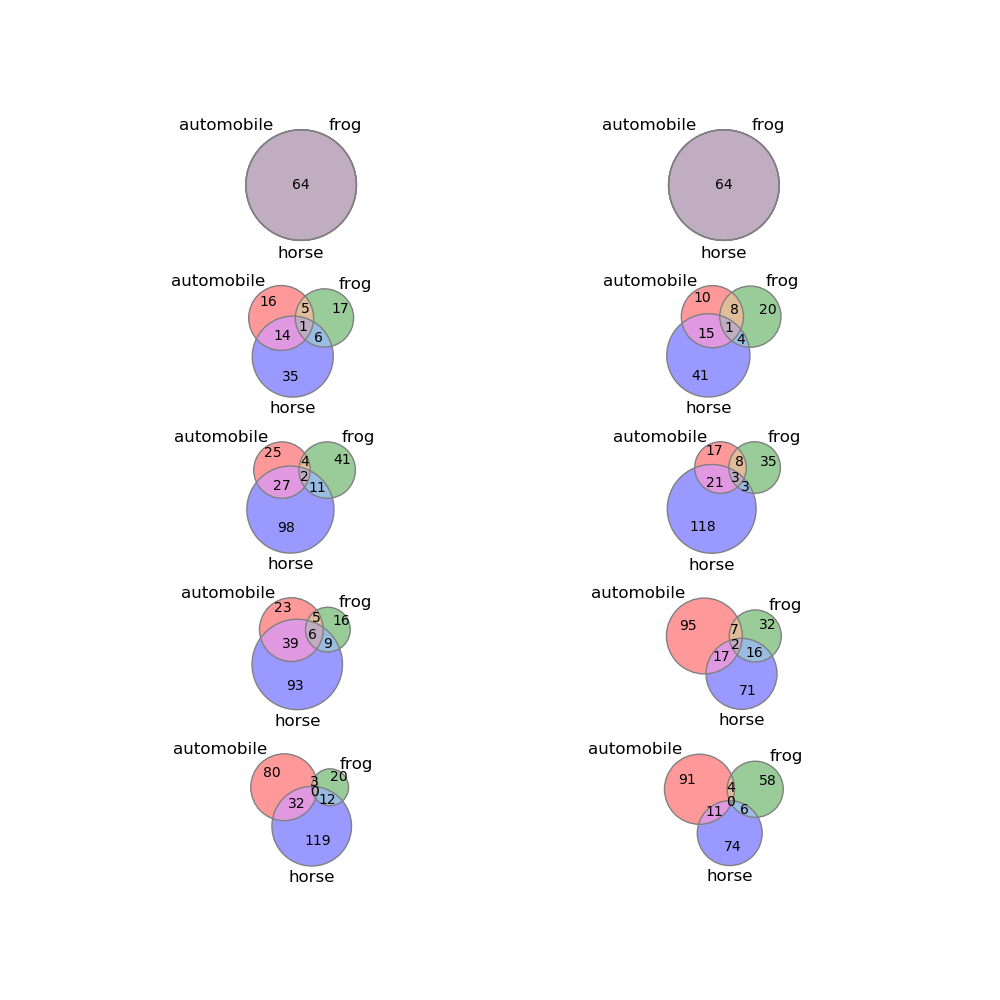 automobile frog automobile frog
64 64
horse horse
automobile frog automobile frog
16 5 17 10 8 20
1 1
14 6 15 4
35 41
horse horse
automobile frog automobile frog
25 4 41 17 8 35
2 3
27 11 21 3
98 118
horse horse
automobile frog automobile frog
23 5 16 95 7 32
6 2
39 9 17 16
93 71
horse horse
automobile frog automobile frog
80 3 20 91 4 58
0 0
32 12 11 6
119 74
horse horse